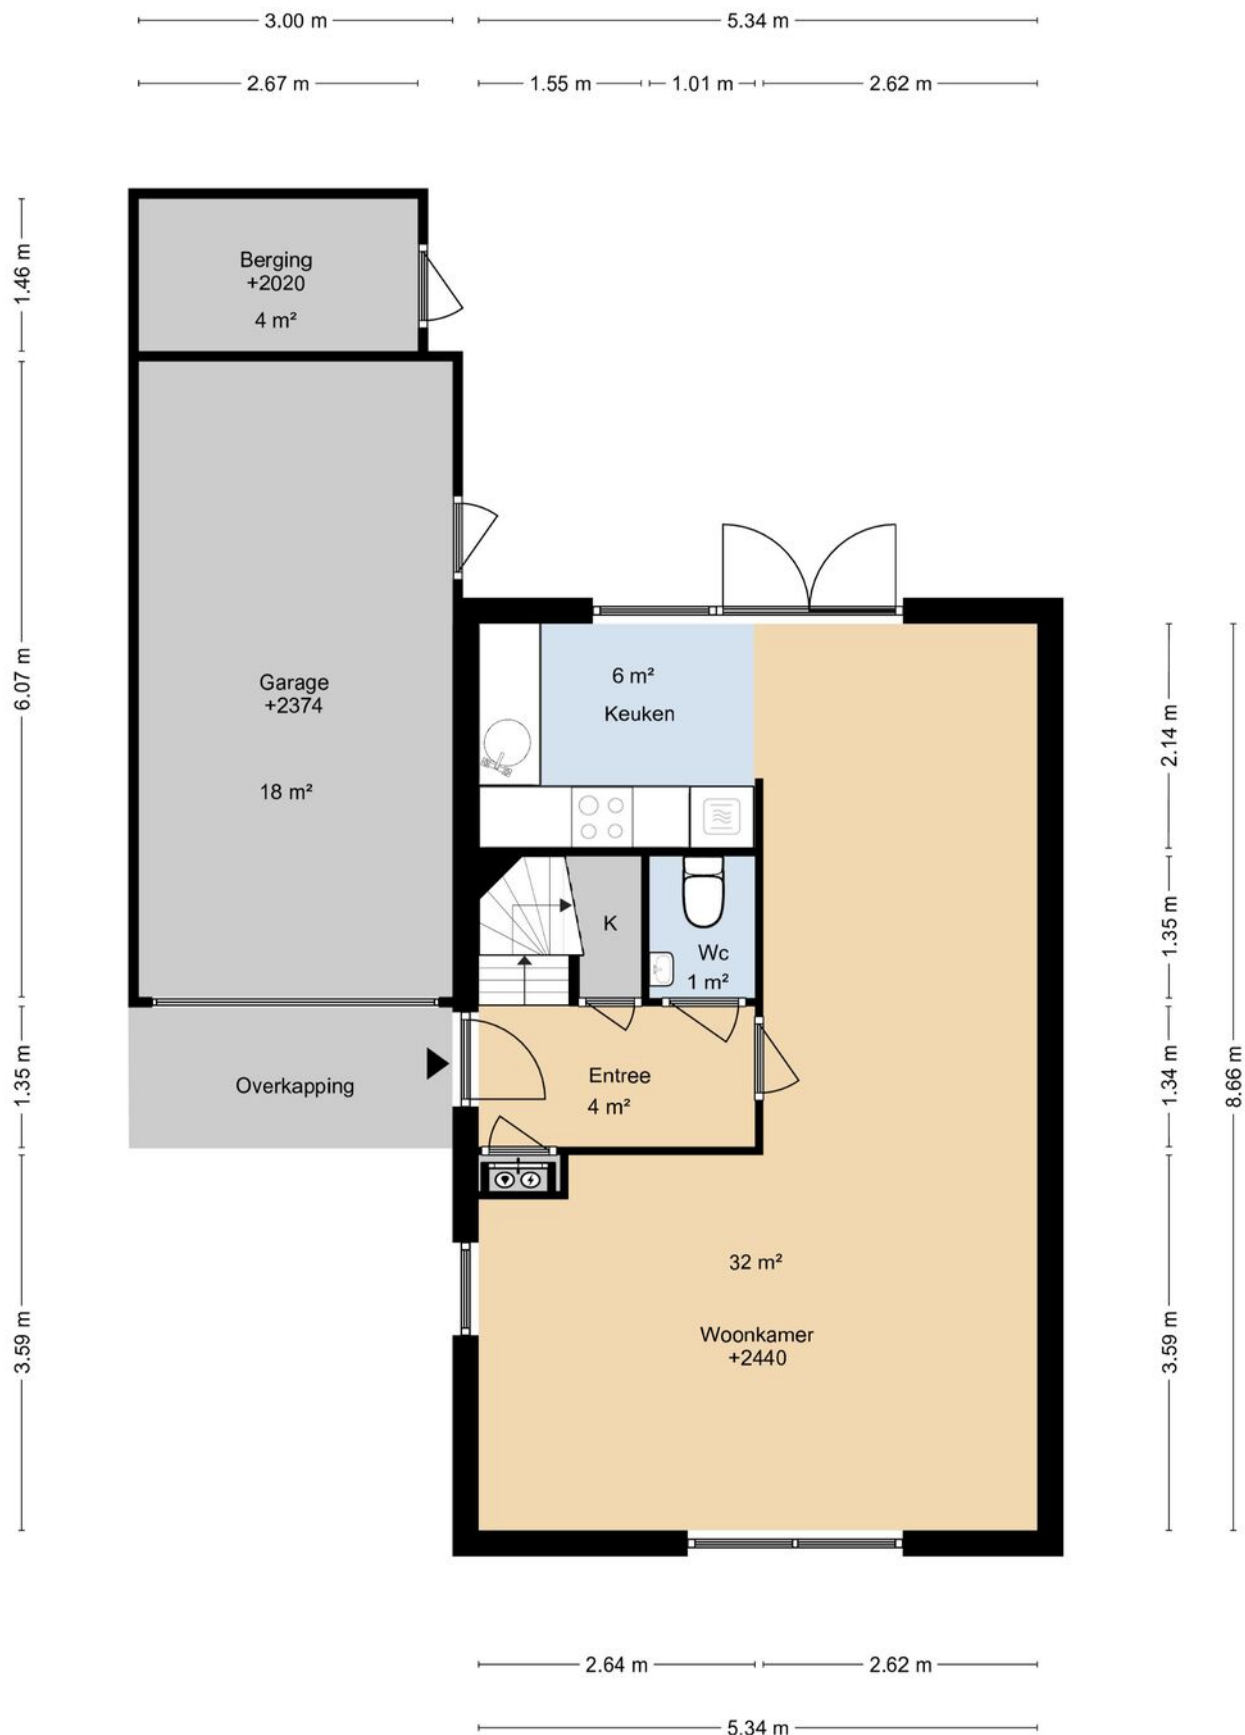 3.00 m
5.34 m
2.67 m
1.55 m
1.01 m
2.62 m
1.46 m
Berging
+2020
4 m²
6.07 m
Garage
+2374
18 m²
6 m²
Keuken
2.14 m
K
Wc
1 m²
1.35 m
1.35 m
Overkapping
Entree
4 m²
1.34 m
8.66 m
3.59 m
32 m²
Woonkamer
+2440
3.59 m
2.64 m
2.62 m
5.34 m